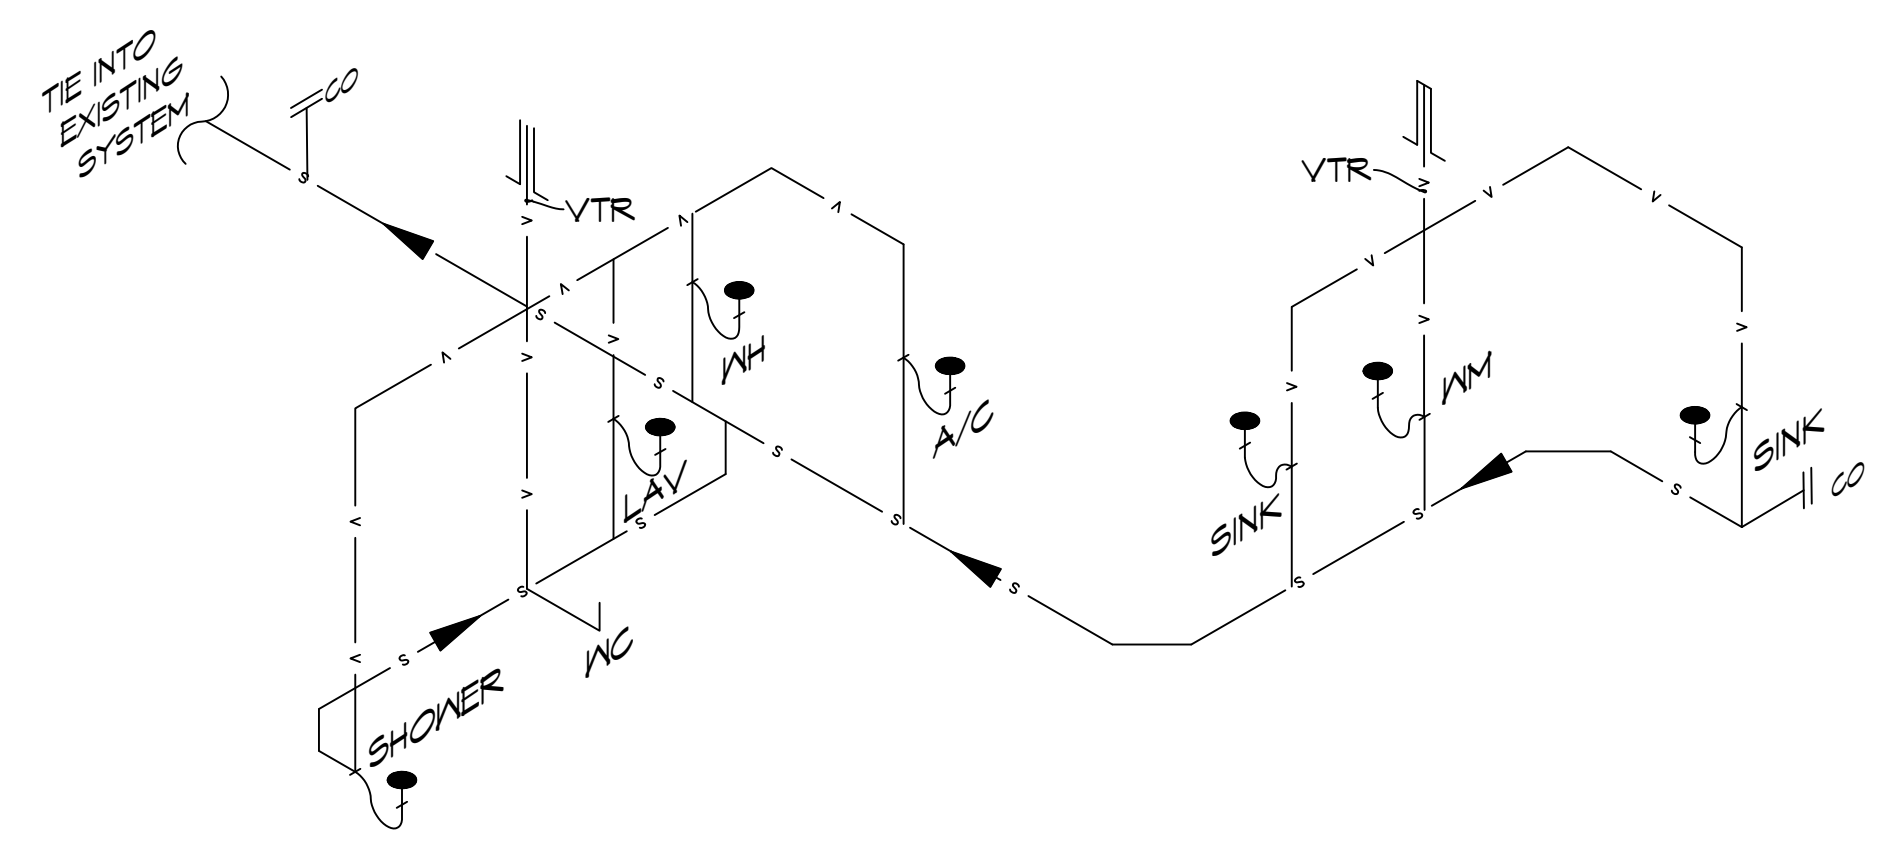 TIE INTO
EXISTING
SYSTEM
CO
VTR
VTR
WH
A/C
LAV
WM
SINK
SINK
CO
WC
SHOWER
S
V
V
V
S
V
V
V
V
V
V
V
V
V
V
S
V
V
V
V
S
S
V
V
S
S
S
S
S
S
V
S
S